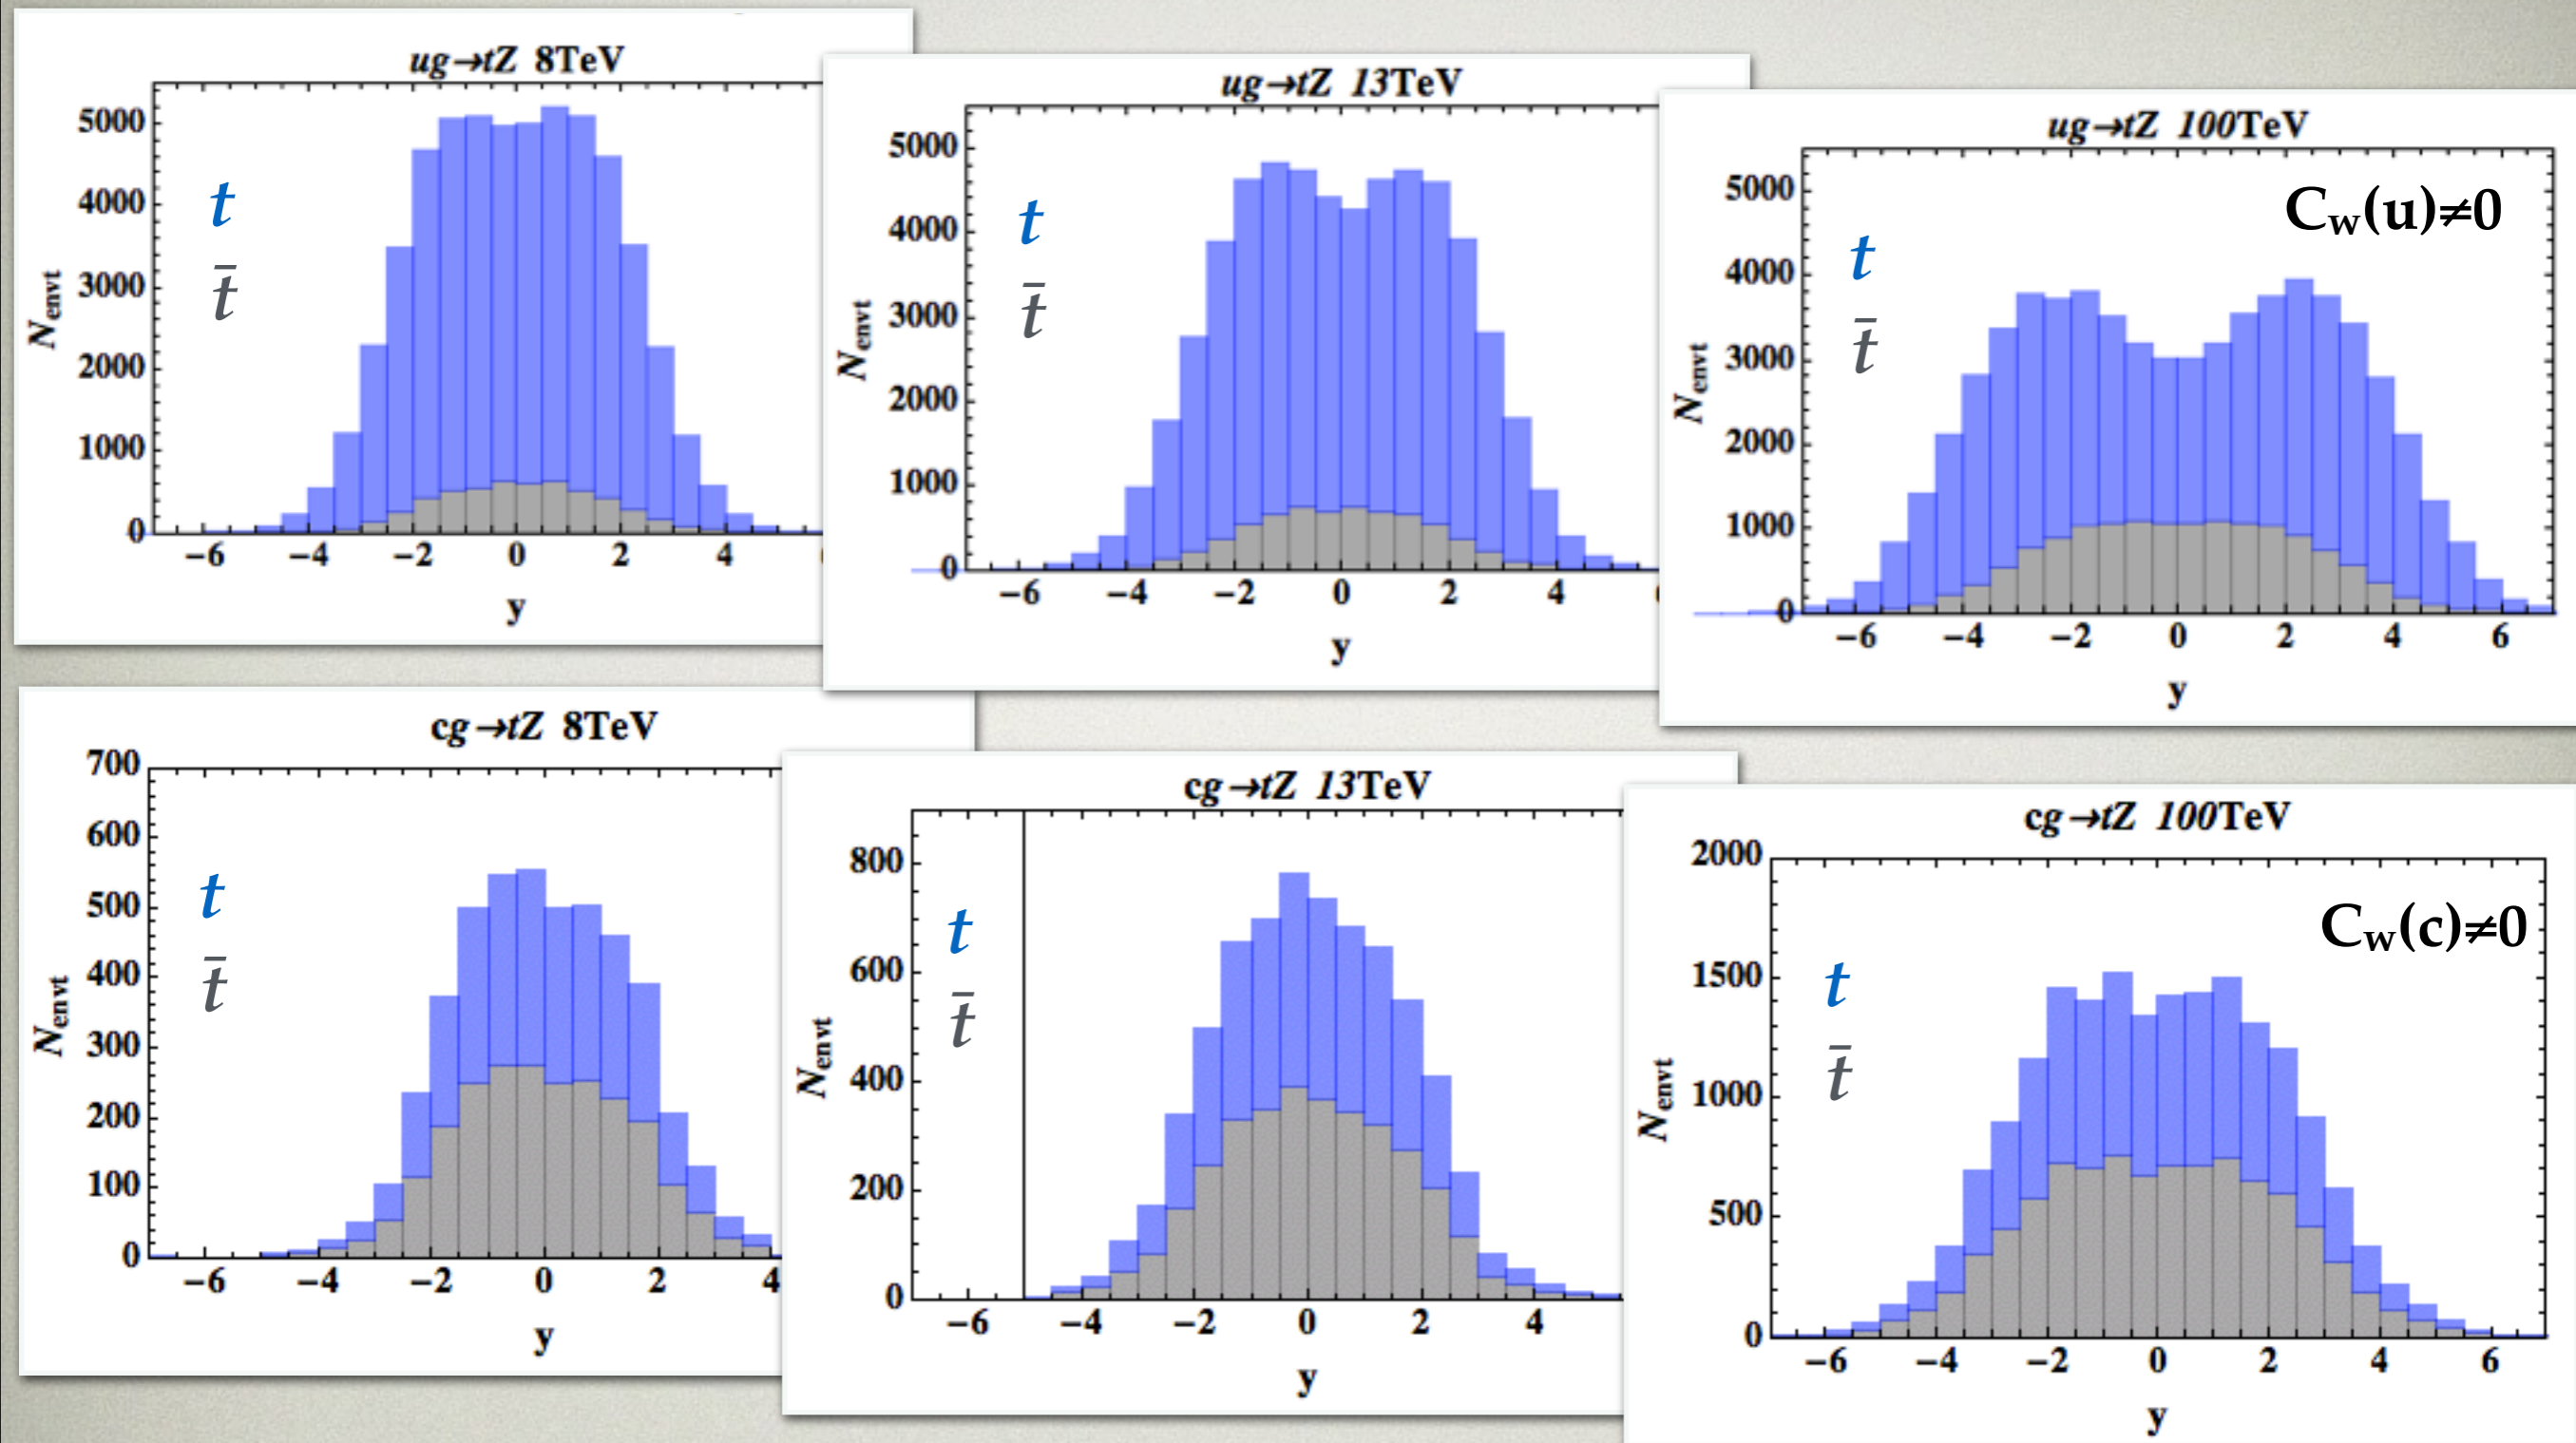 ug→tZ 8TeV
5000
4000
3000
2000
1000
0
t
t̄
N_envt
−6 −4 −2 0 2 4
y
ug→tZ 13TeV
5000
4000
3000
2000
1000
0
t
t̄
N_envt
−6 −4 −2 0 2 4
y
ug→tZ 100TeV
C_w(u)≠0
5000
4000
3000
2000
1000
0
t
t̄
N_envt
−6 −4 −2 0 2 4 6
y
cg→tZ 8TeV
700
600
500
400
300
200
100
0
t
t̄
N_envt
−6 −4 −2 0 2 4
y
cg→tZ 13TeV
800
600
400
200
0
t
t̄
N_envt
−6 −4 −2 0 2 4
y
cg→tZ 100TeV
C_w(c)≠0
2000
1500
1000
500
0
t
t̄
N_envt
−6 −4 −2 0 2 4 6
y